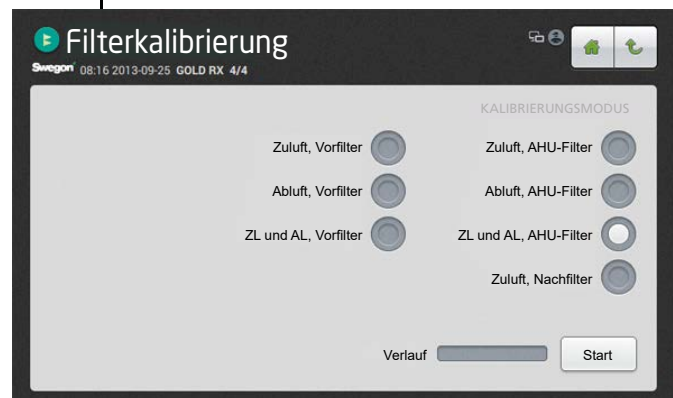 Filterkalibrierung
Swegon 08:16 2013-09-25 GOLD RX 4/4
KALIBRIERUNGSMODUS
Zuluft, Vorfilter Zuluft, AHU-Filter
Abluft, Vorfilter Abluft, AHU-Filter
ZL und AL, Vorfilter ZL und AL, AHU-Filter
Zuluft, Nachfilter
Verlauf Start